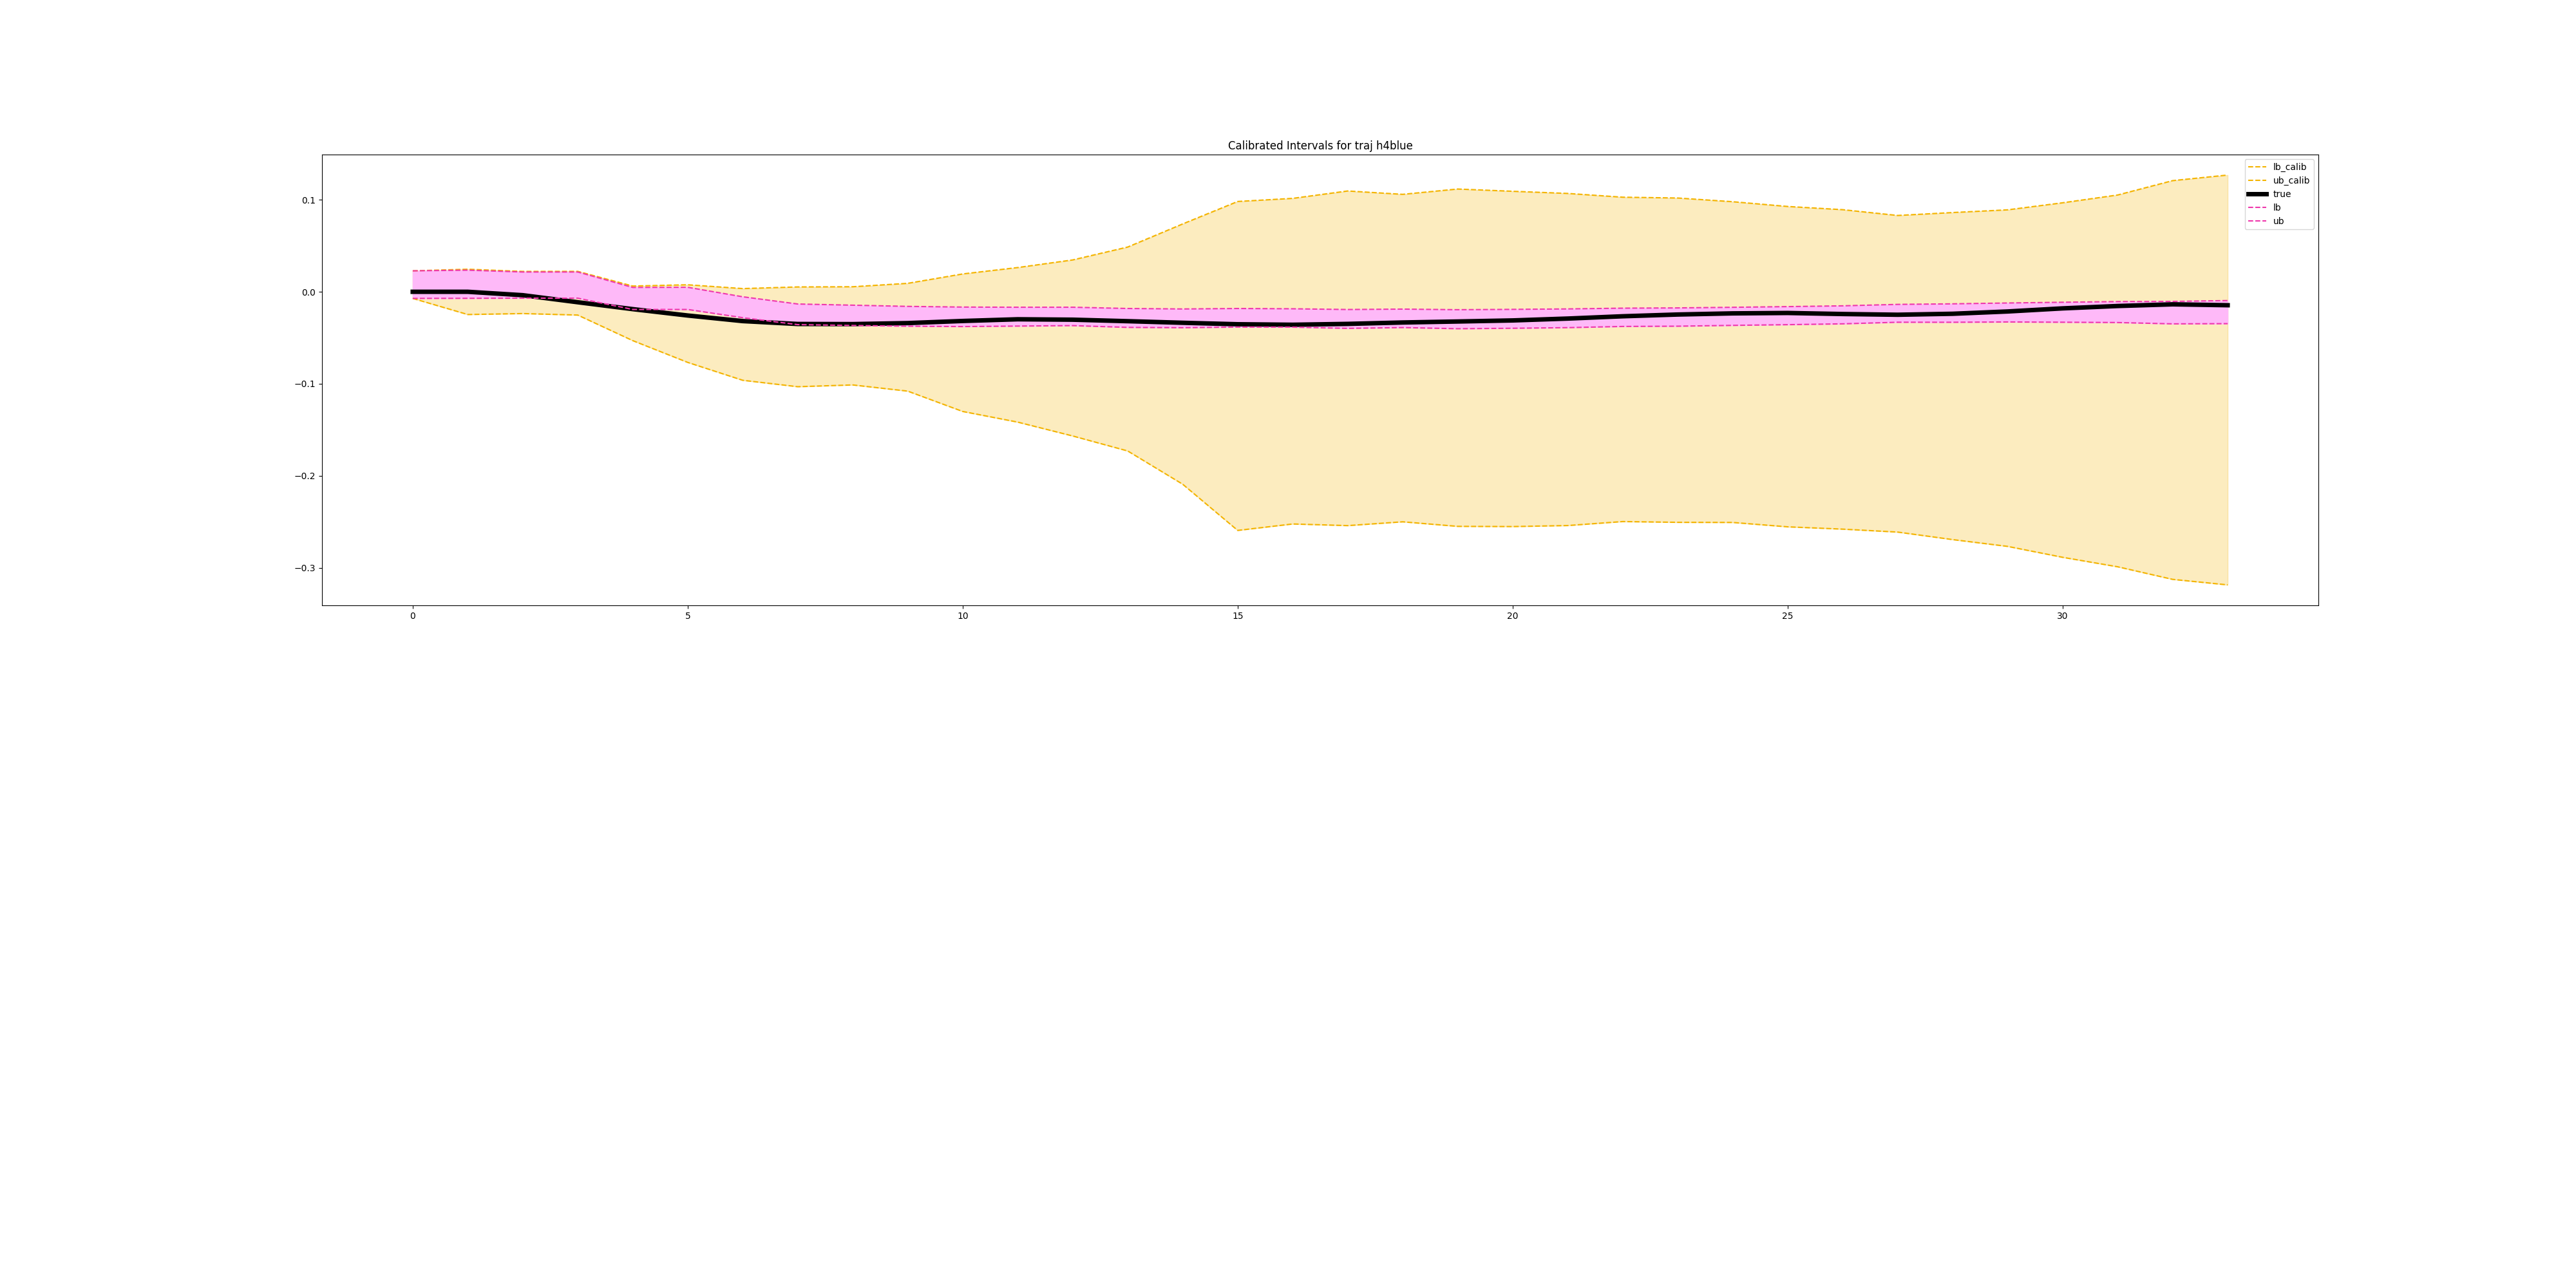 Calibrated Intervals for traj h4blue
lb_calib
ub_calib
true
lb
ub
0.1
0.0
−0.1
−0.2
−0.3
0 5 10 15 20 25 30